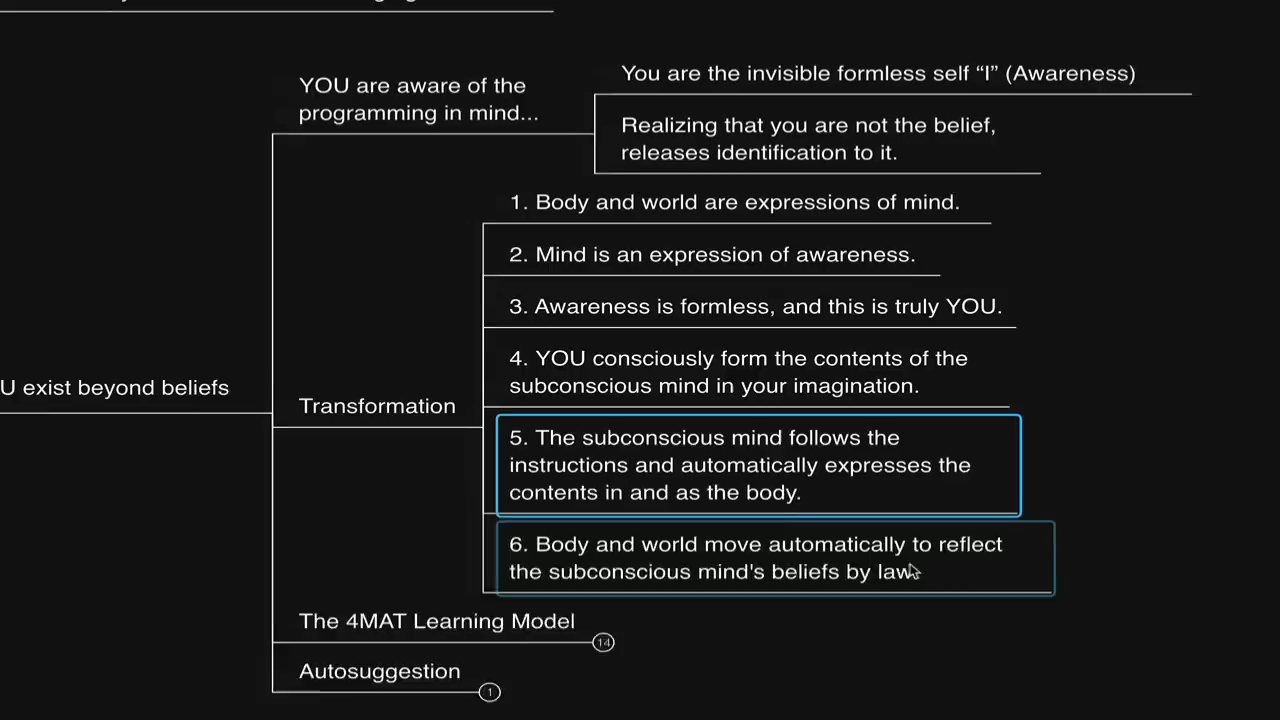 YOU are aware of the
programming in mind...
You are the invisible formless self “I” (Awareness)
Realizing that you are not the belief,
releases identification to it.
U exist beyond beliefs
Transformation
1. Body and world are expressions of mind.
2. Mind is an expression of awareness.
3. Awareness is formless, and this is truly YOU.
4. YOU consciously form the contents of the
subconscious mind in your imagination.
5. The subconscious mind follows the
instructions and automatically expresses the
contents in and as the body.
6. Body and world move automatically to reflect
the subconscious mind's beliefs by law
The 4MAT Learning Model
14
Autosuggestion
1